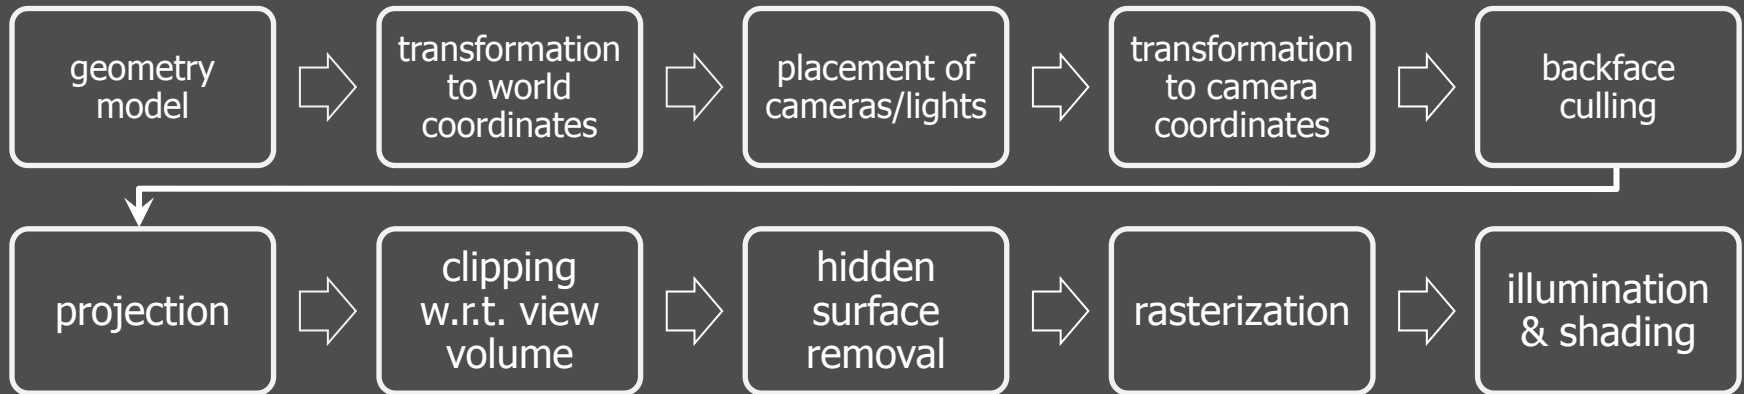 geometry
model
transformation
to world
coordinates
placement of
cameras/lights
transformation
to camera
coordinates
backface
culling
projection
clipping
w.r.t. view
volume
hidden
surface
removal
rasterization
illumination
& shading